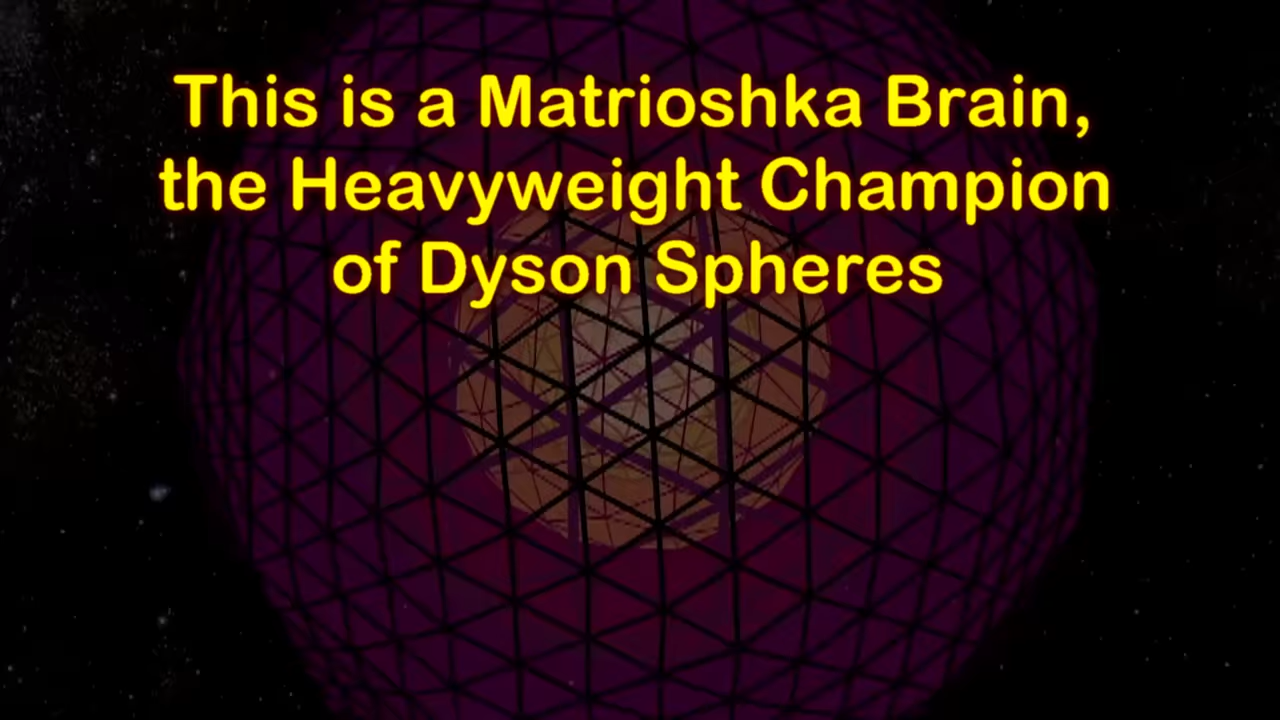 This is a Matrioshka Brain,
the Heavyweight Champion
of Dyson Spheres